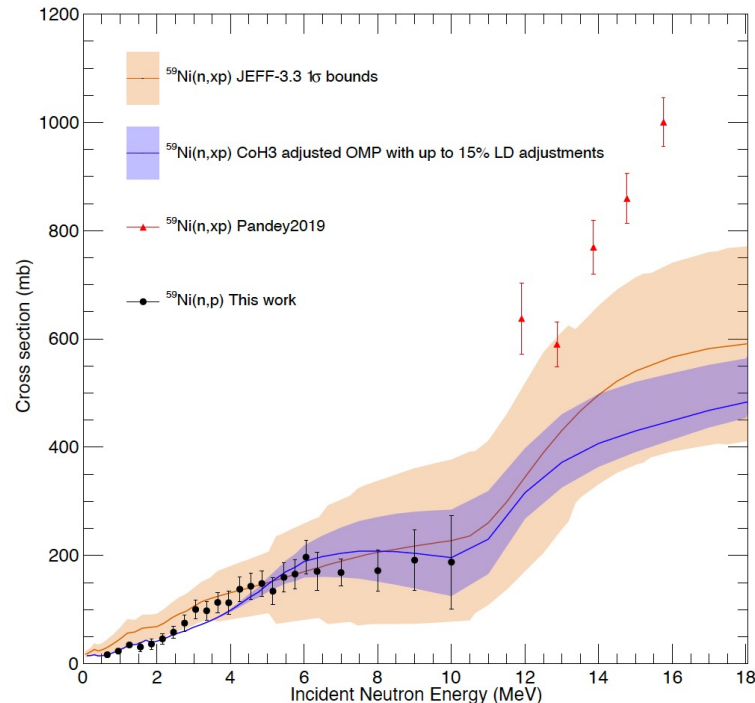 1200
1000
800
600
400
200
0
Cross section (mb)
⁵⁹Ni(n,xp) JEFF-3.3 1σ bounds
⁵⁹Ni(n,xp) CoH3 adjusted OMP with up to 15% LD adjustments
⁵⁹Ni(n,xp) Pandey2019
⁵⁹Ni(n,p) This work
0 2 4 6 8 10 12 14 16 18
Incident Neutron Energy (MeV)